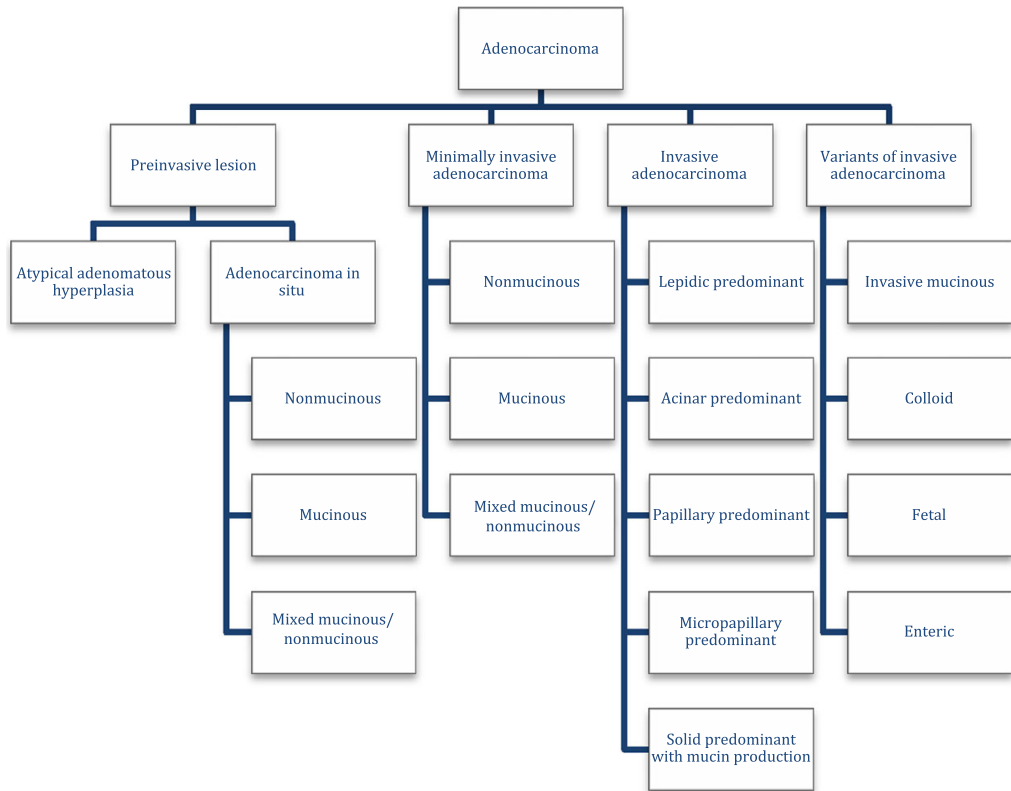 Adenocarcinoma
Preinvasive lesion
Minimally invasive
adenocarcinoma
Invasive
adenocarcinoma
Variants of invasive
adenocarcinoma
Atypical adenomatous
hyperplasia
Adenocarcinoma in
situ
Nonmucinous
Mucinous
Mixed mucinous/
nonmucinous
Nonmucinous
Mucinous
Mixed mucinous/
nonmucinous
Lepidic predominant
Acinar predominant
Papillary predominant
Micropapillary
predominant
Solid predominant
with mucin production
Invasive mucinous
Colloid
Fetal
Enteric